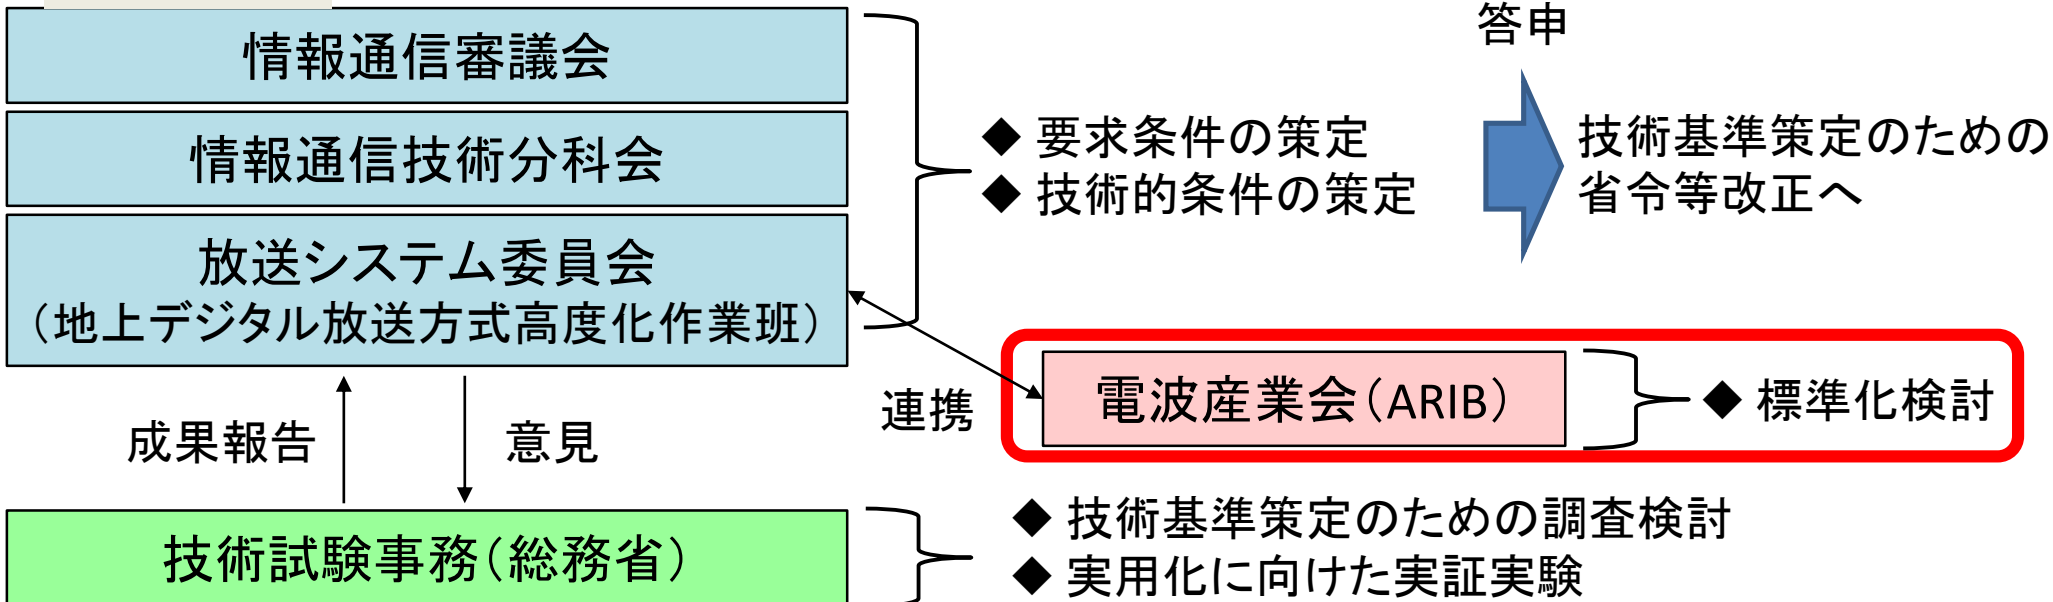 情報通信審議会
情報通信技術分科会
放送システム委員会
（地上デジタル放送方式高度化作業班）
◆ 要求条件の策定
◆ 技術的条件の策定
答申
技術基準策定のための
省令等改正へ
連携
電波産業会（ARIB）
◆ 標準化検討
成果報告
意見
技術試験事務（総務省）
◆ 技術基準策定のための調査検討
◆ 実用化に向けた実証実験